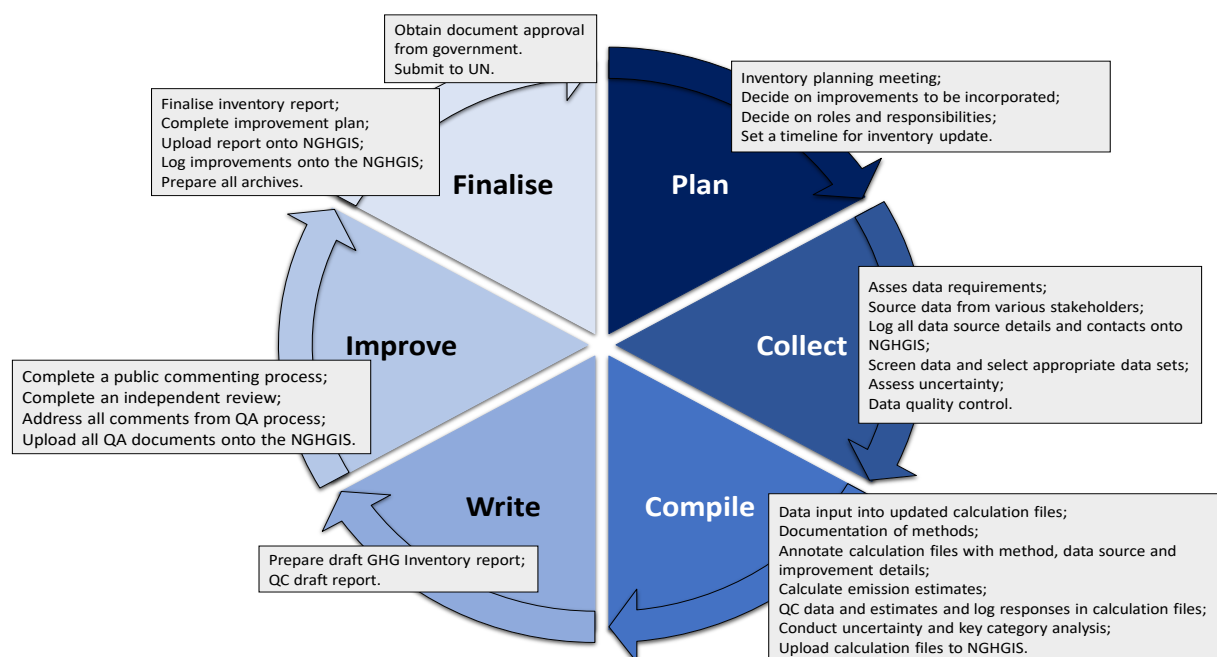 Obtain document approval
from government.
Submit to UN.
Finalise inventory report;
Complete improvement plan;
Upload report onto NGHGIS;
Log improvements onto the NGHGIS;
Prepare all archives.
Finalise
Inventory planning meeting;
Decide on improvements to be incorporated;
Decide on roles and responsibilities;
Set a timeline for inventory update.
Plan
Asses data requirements;
Source data from various stakeholders;
Log all data source details and contacts onto
NGHGIS;
Screen data and select appropriate data sets;
Assess uncertainty;
Data quality control.
Collect
Improve
Complete a public commenting process;
Complete an independent review;
Address all comments from QA process;
Upload all QA documents onto the NGHGIS.
Write
Prepare draft GHG Inventory report;
QC draft report.
Compile
Data input into updated calculation files;
Documentation of methods;
Annotate calculation files with method, data source and
improvement details;
Calculate emission estimates;
QC data and estimates and log responses in calculation files;
Conduct uncertainty and key category analysis;
Upload calculation files to NGHGIS.